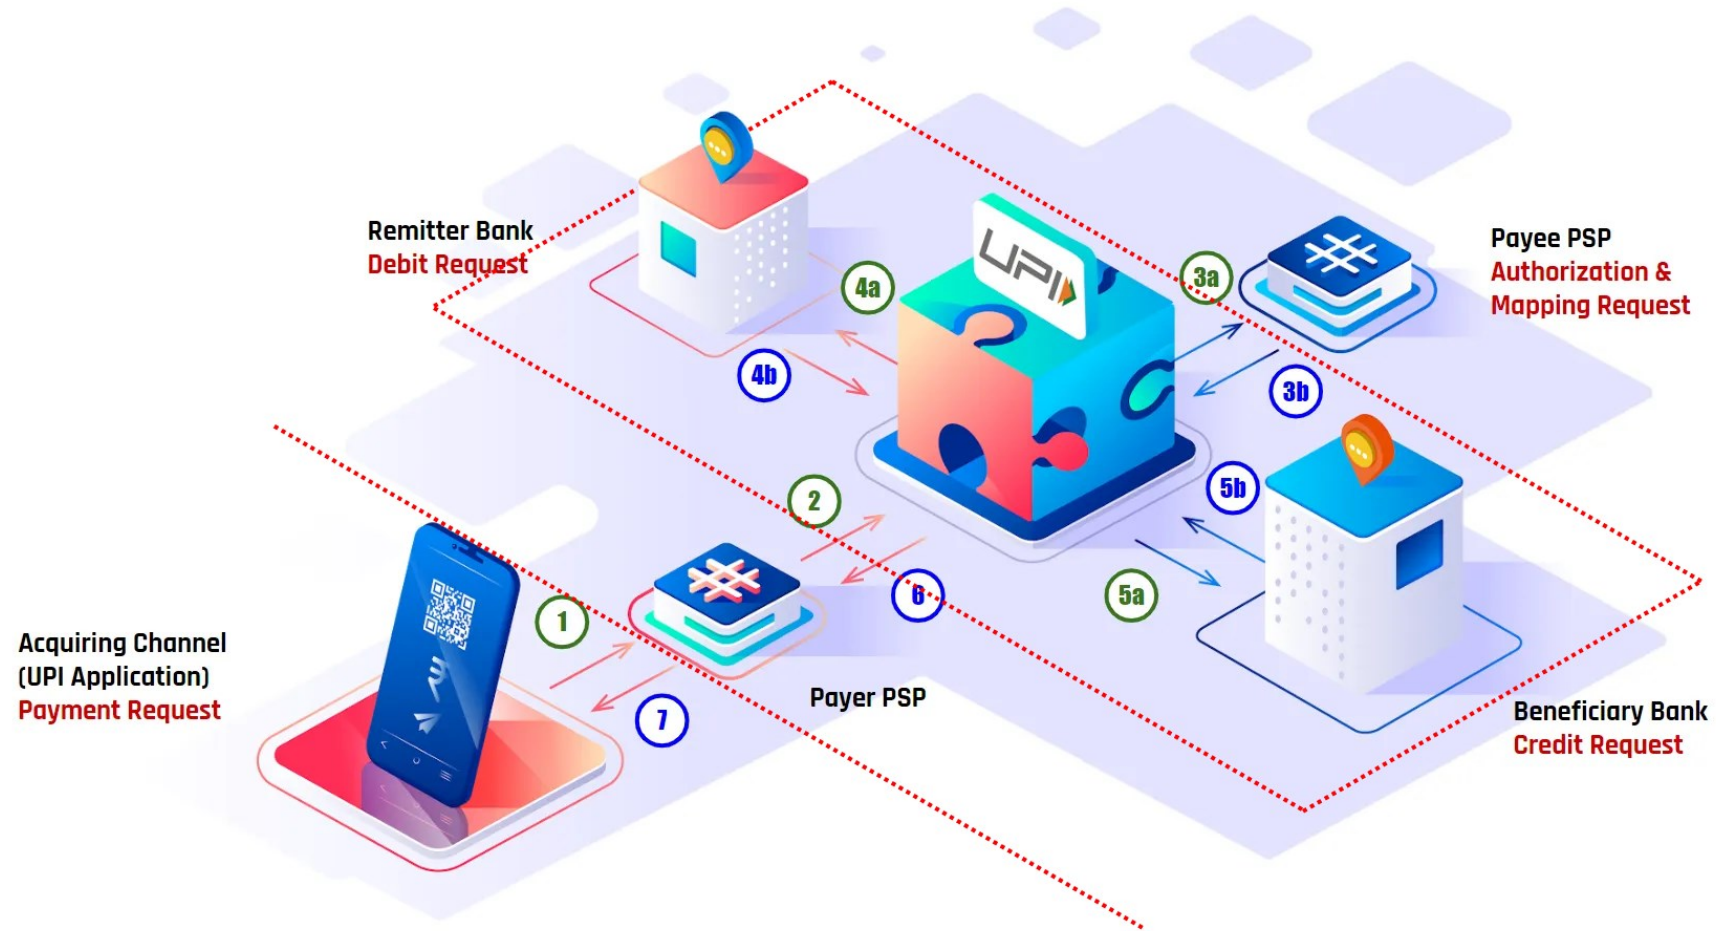 UPI
Remitter Bank
Debit Request
4a
4b
3a
3b
Payee PSP
Authorization &
Mapping Request
2
5b
6
5a
1
7
Acquiring Channel
(UPI Application)
Payment Request
Payer PSP
Beneficiary Bank
Credit Request